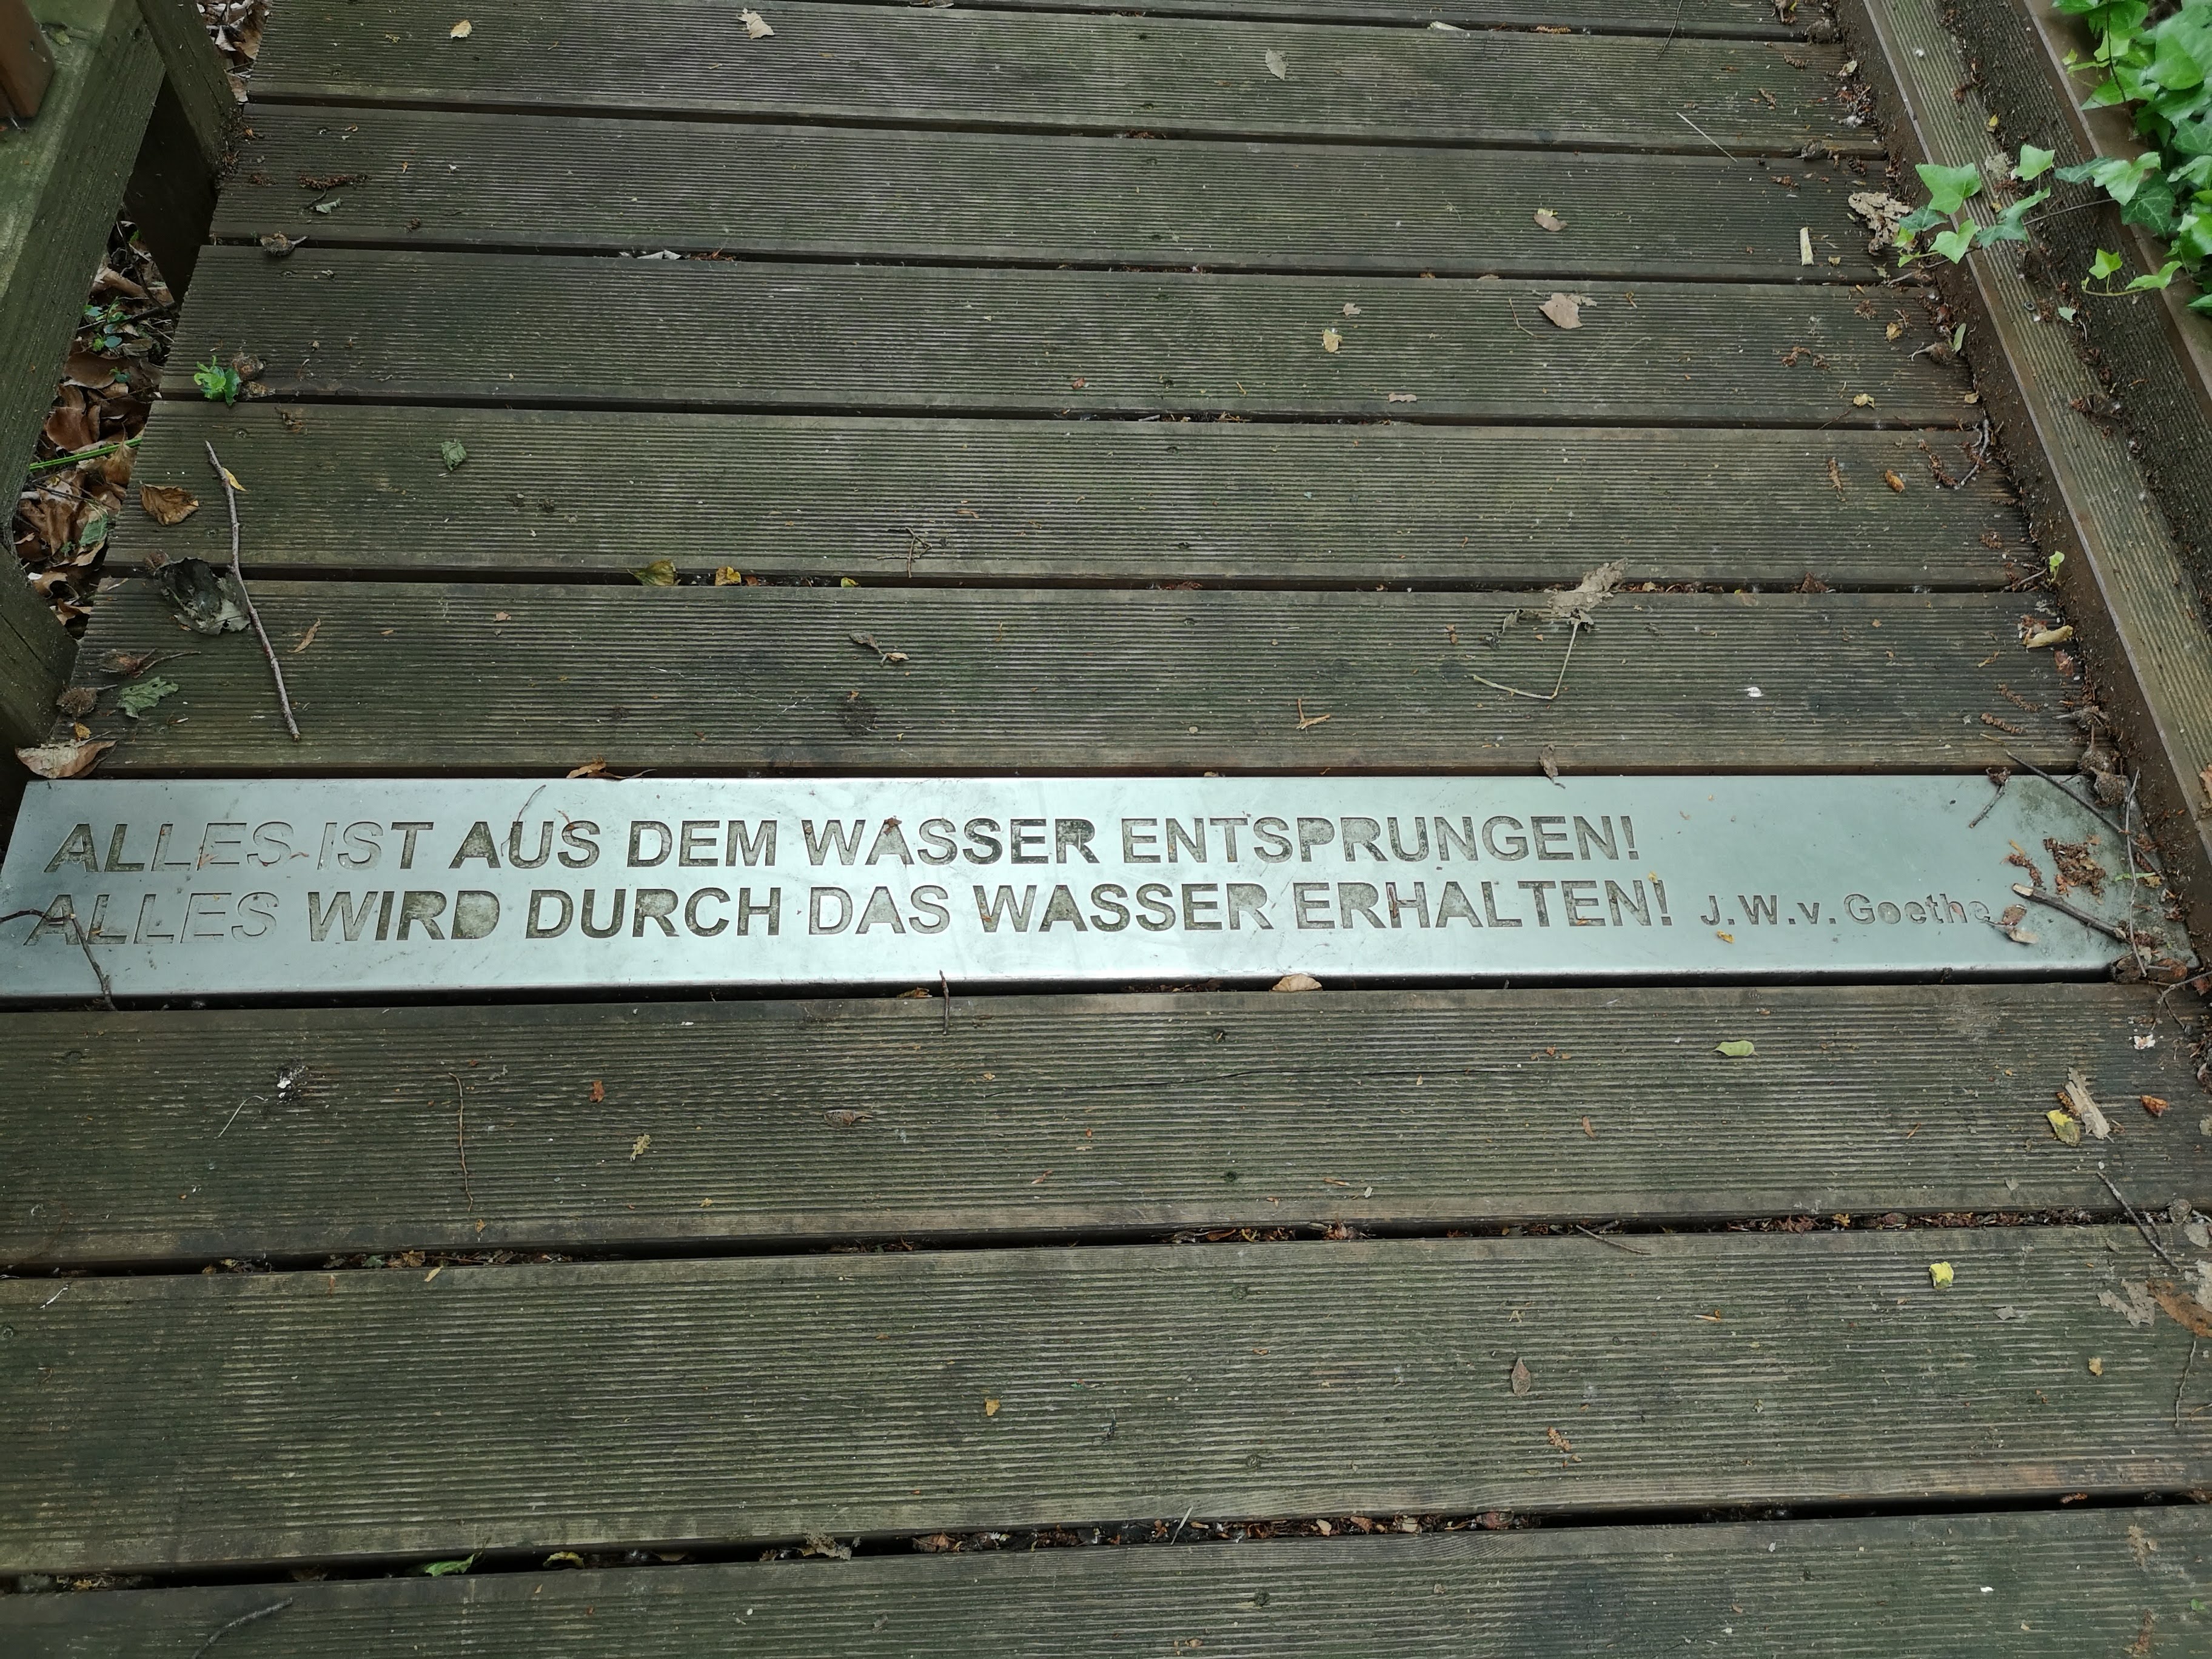 ALLES IST AUS DEM WASSER ENTSPRUNGEN!
ALLES WIRD DURCH DAS WASSER ERHALTEN! J.W.v. Goethe